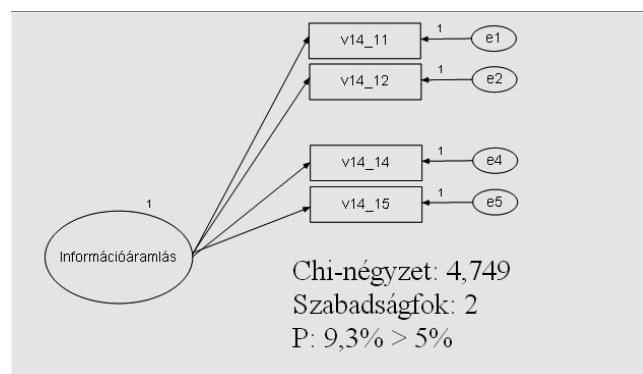 v14_11
1
e1
v14_12
1
e2
v14_14
1
e4
v14_15
1
e5
1
Információáramlás
Chi-négyzet: 4,749
Szabadságfok: 2
P: 9,3% > 5%